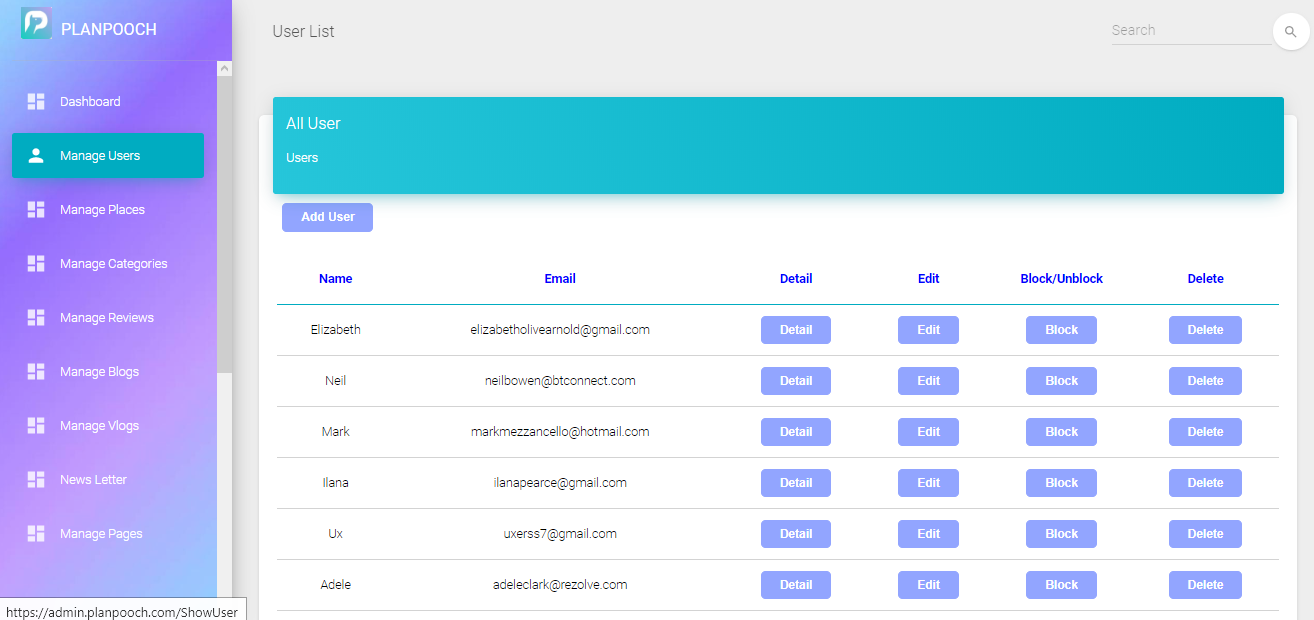 PLANPOOCH
Dashboard
Manage Users
Manage Places
Manage Categories
Manage Reviews
Manage Blogs
Manage Vlogs
News Letter
Manage Pages
https://admin.planpooch.com/ShowUser
User List
Search
All User
Users
Add User
Name Email Detail Edit Block/Unblock Delete
Elizabeth elizabetholivearnold@gmail.com Detail Edit Block Delete
Neil neilbowen@btconnect.com Detail Edit Block Delete
Mark markmezzancello@hotmail.com Detail Edit Block Delete
Ilana ilanapearce@gmail.com Detail Edit Block Delete
Ux uxerss7@gmail.com Detail Edit Block Delete
Adele adeleclark@rezolve.com Detail Edit Block Delete